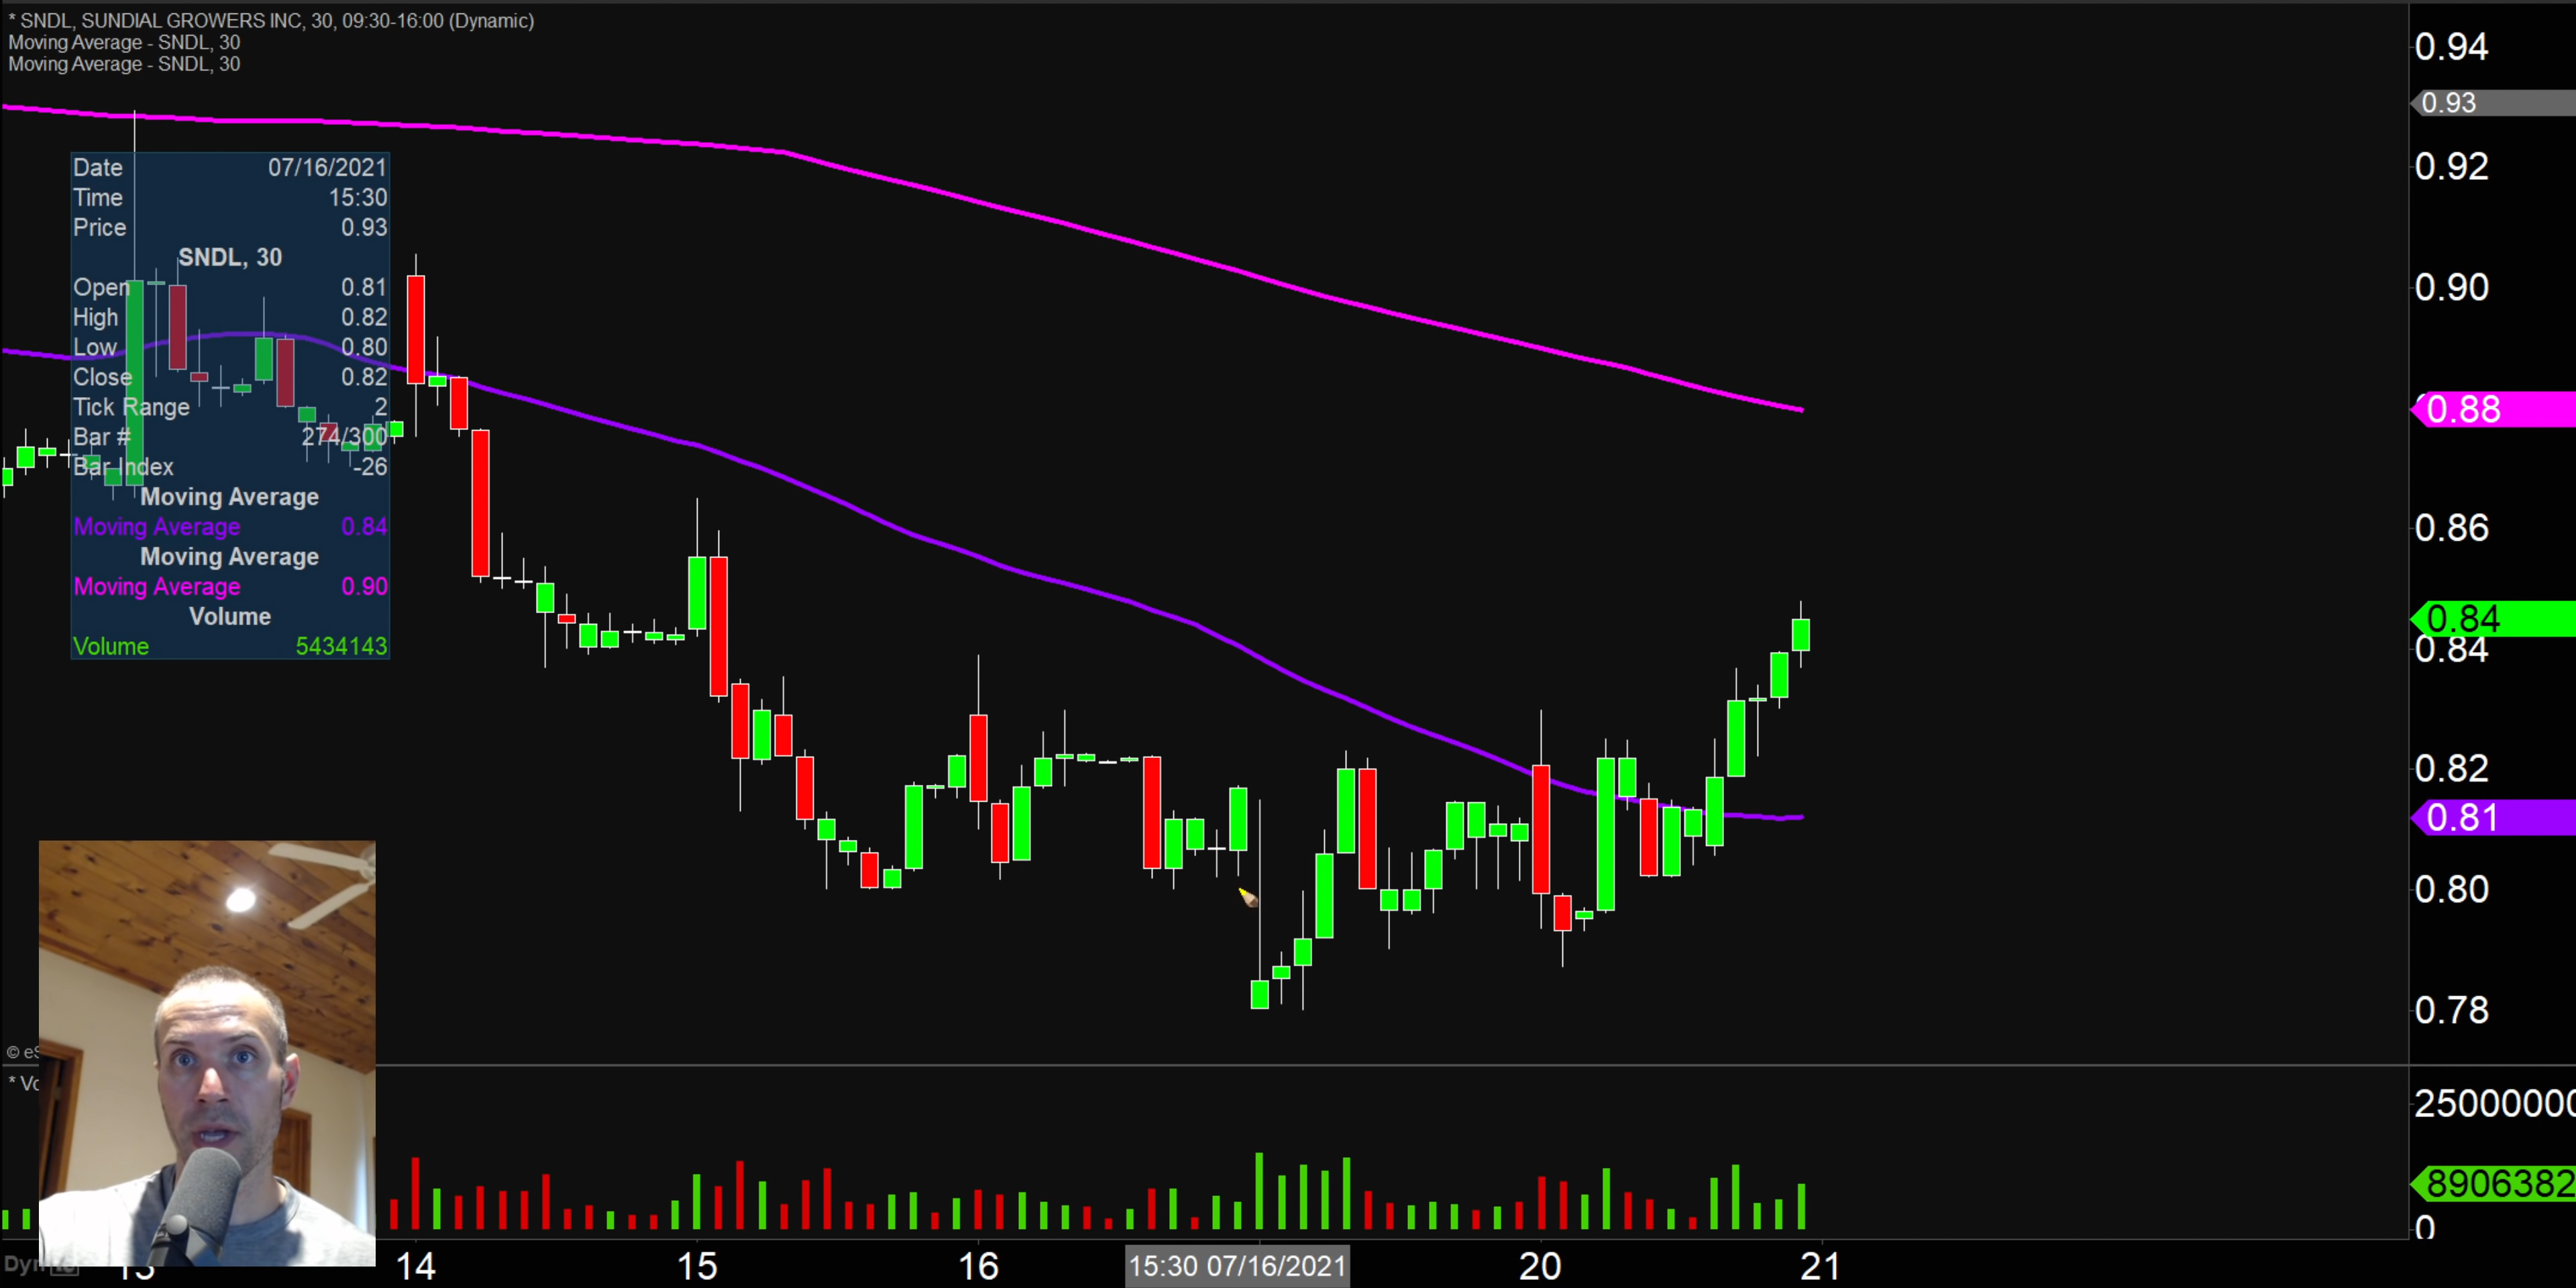 * SNDL, SUNDIAL GROWERS INC, 30, 09:30-16:00 (Dynamic)
Moving Average - SNDL, 30
Moving Average - SNDL, 30
Date 07/16/2021
Time 15:30
Price 0.93
SNDL, 30
Open 0.81
High 0.82
Low 0.80
Close 0.82
Tick Range 2
Bar # 274/300
Bar Index -26
Moving Average
Moving Average 0.84
Moving Average
Moving Average 0.90
Volume
Volume 5434143
0.94
0.93
0.92
0.90
0.88
0.86
0.84
0.84
0.82
0.81
0.80
0.78
© eS
* Vo
25000000
8906382
0
14 15 16 15:30 07/16/2021 20 21